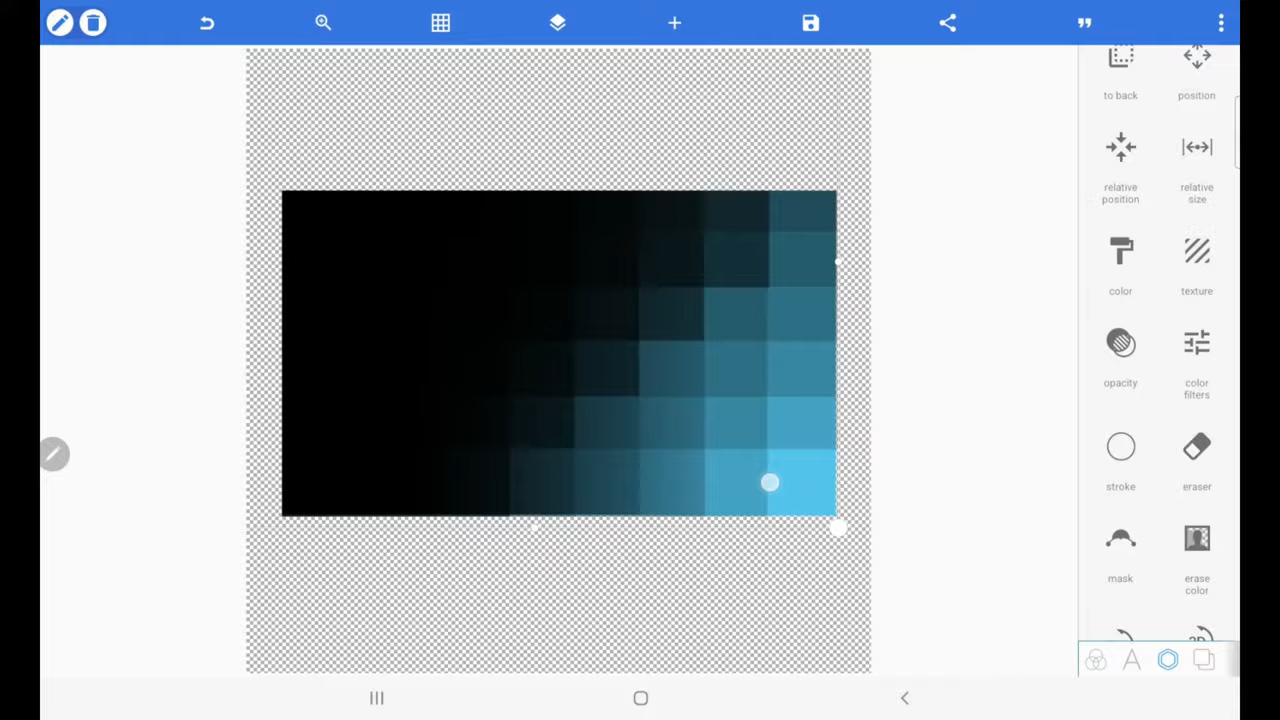 to back
position
relative
position
relative
size
color
texture
opacity
color
filters
stroke
eraser
mask
erase
color